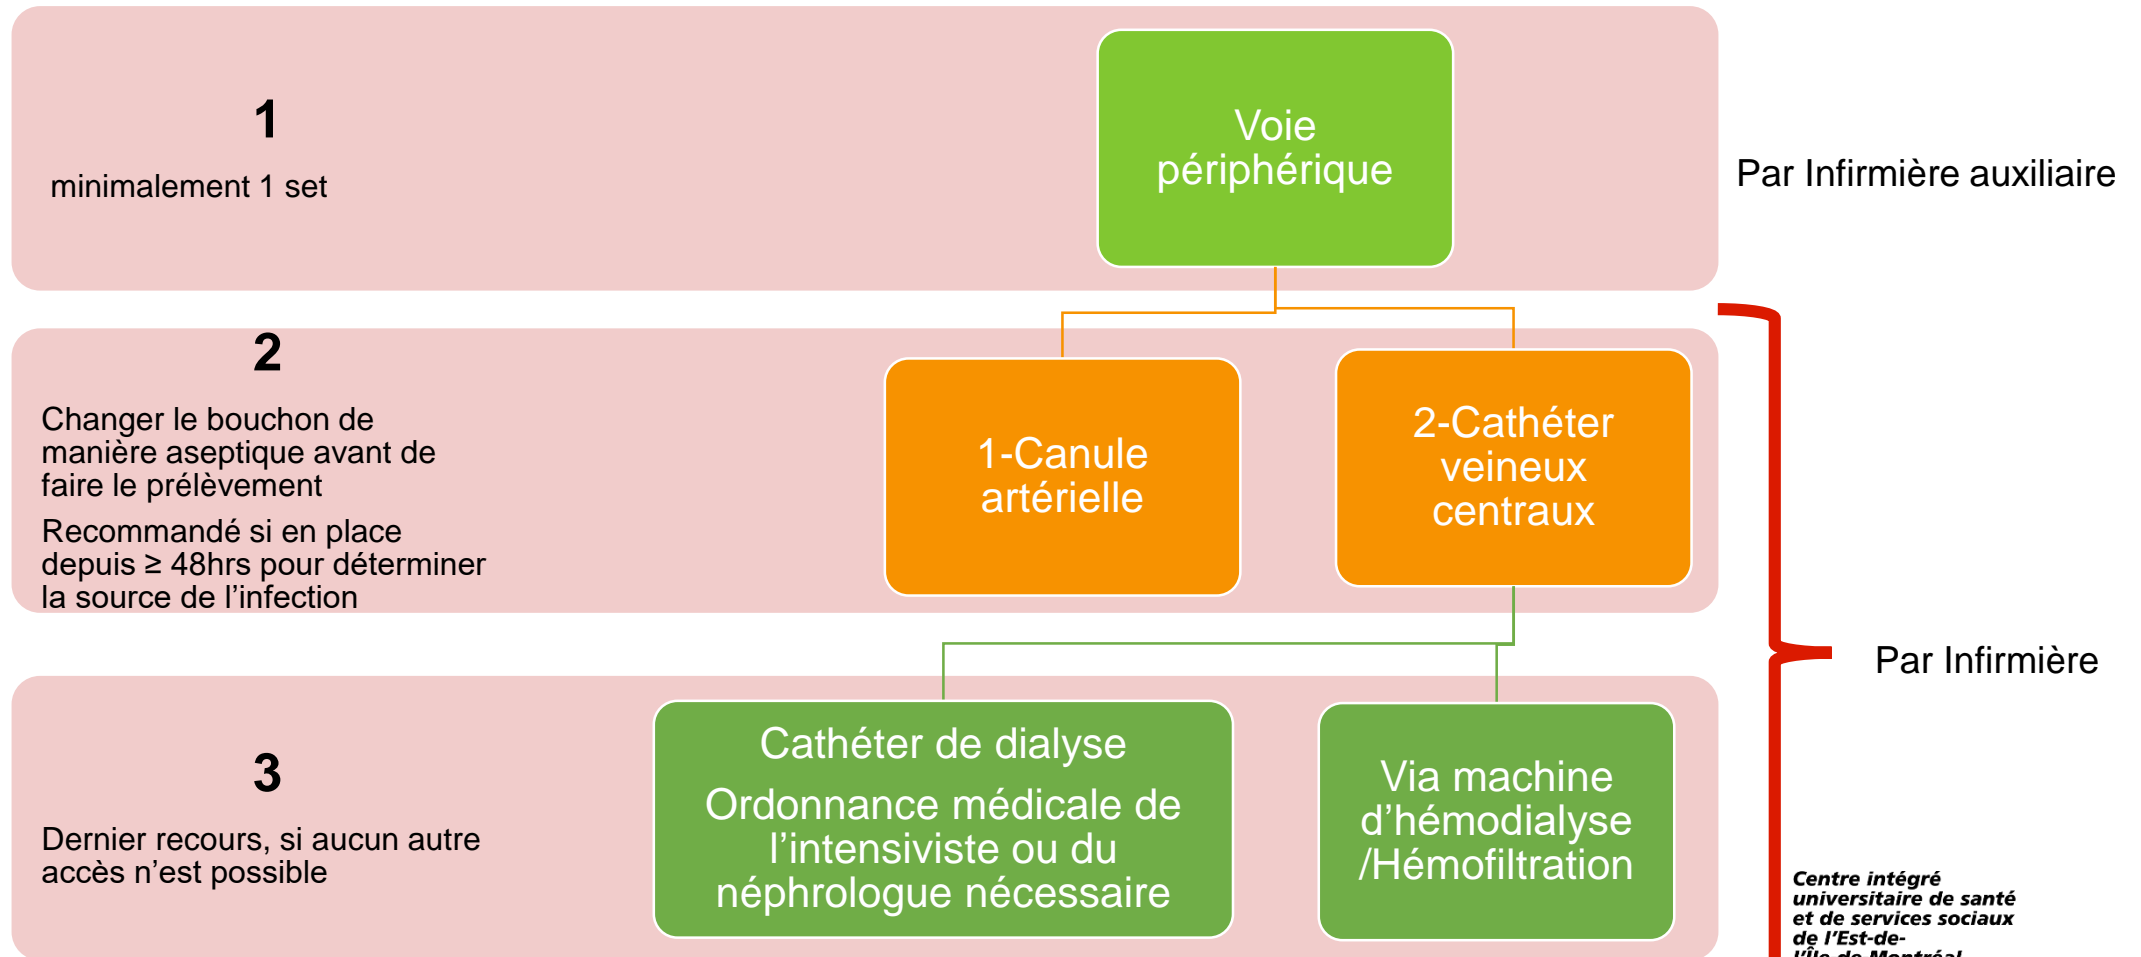 1
minimalement 1 set
Voie
périphérique
Par Infirmière auxiliaire
2
Changer le bouchon de
manière aseptique avant de
faire le prélèvement
Recommandé si en place
depuis ≥ 48hrs pour déterminer
la source de l'infection
1-Canule
artérielle
2-Cathéter
veineux
centraux
Par Infirmière
3
Dernier recours, si aucun autre
accès n'est possible
Cathéter de dialyse
Ordonnance médicale de
l'intensiviste ou du
néphrologue nécessaire
Via machine
d'hémodialyse
/Hémofiltration
Centre intégré
universitaire de santé
et de services sociaux
de l'Est-de-
l'Île-de-Montréal